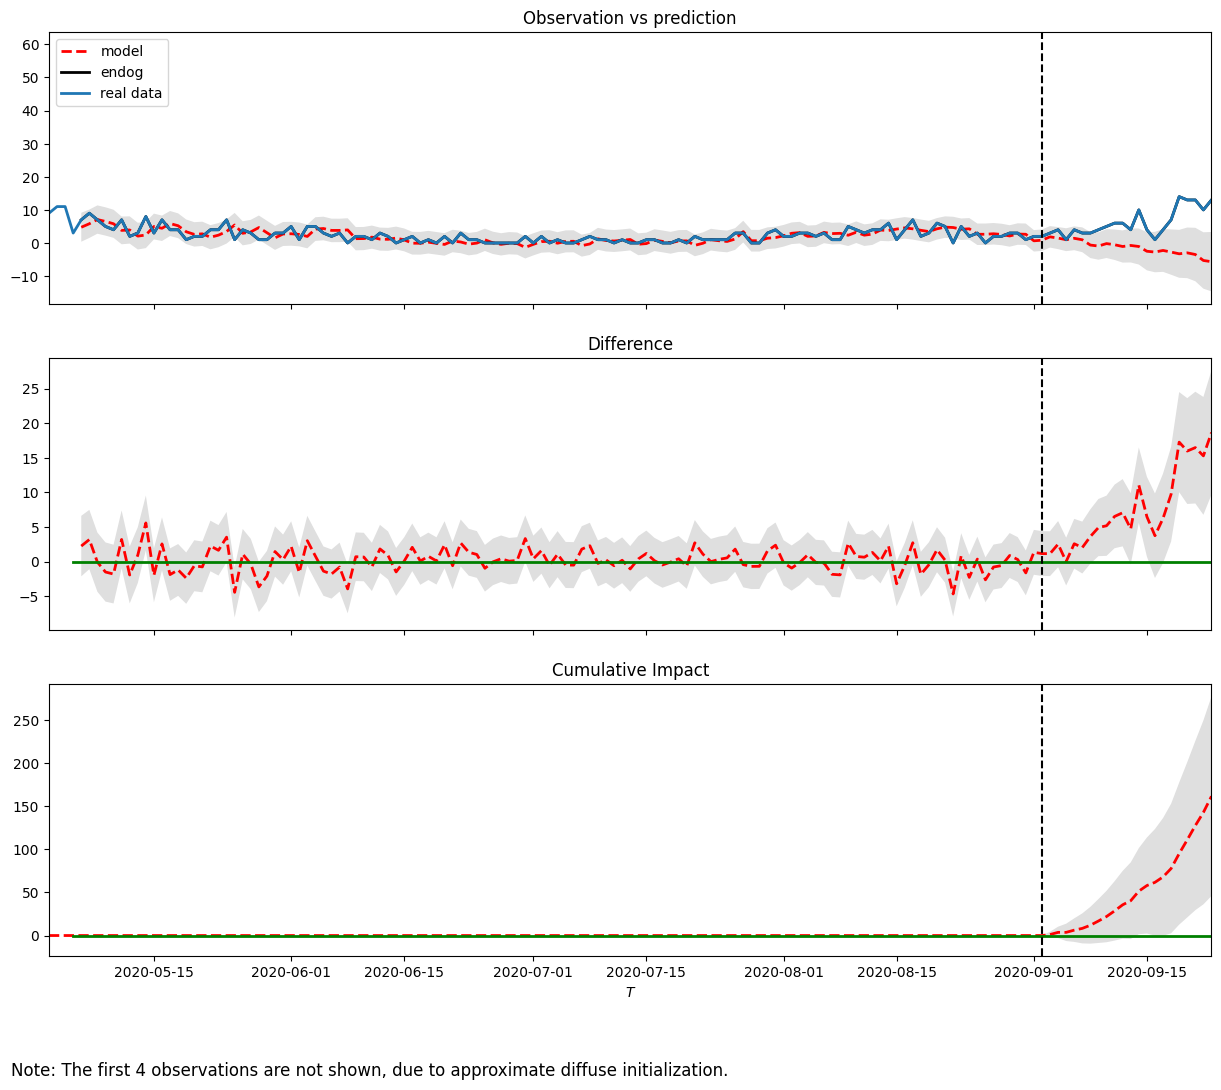 Observation vs prediction
60
50
40
30
20
10
0
−10
model
endog
real data
Difference
25
20
15
10
5
0
−5
Cumulative Impact
250
200
150
100
50
0
2020-05-15 2020-06-01 2020-06-15 2020-07-01 2020-07-15 2020-08-01 2020-08-15 2020-09-01 2020-09-15
T
Note: The first 4 observations are not shown, due to approximate diffuse initialization.